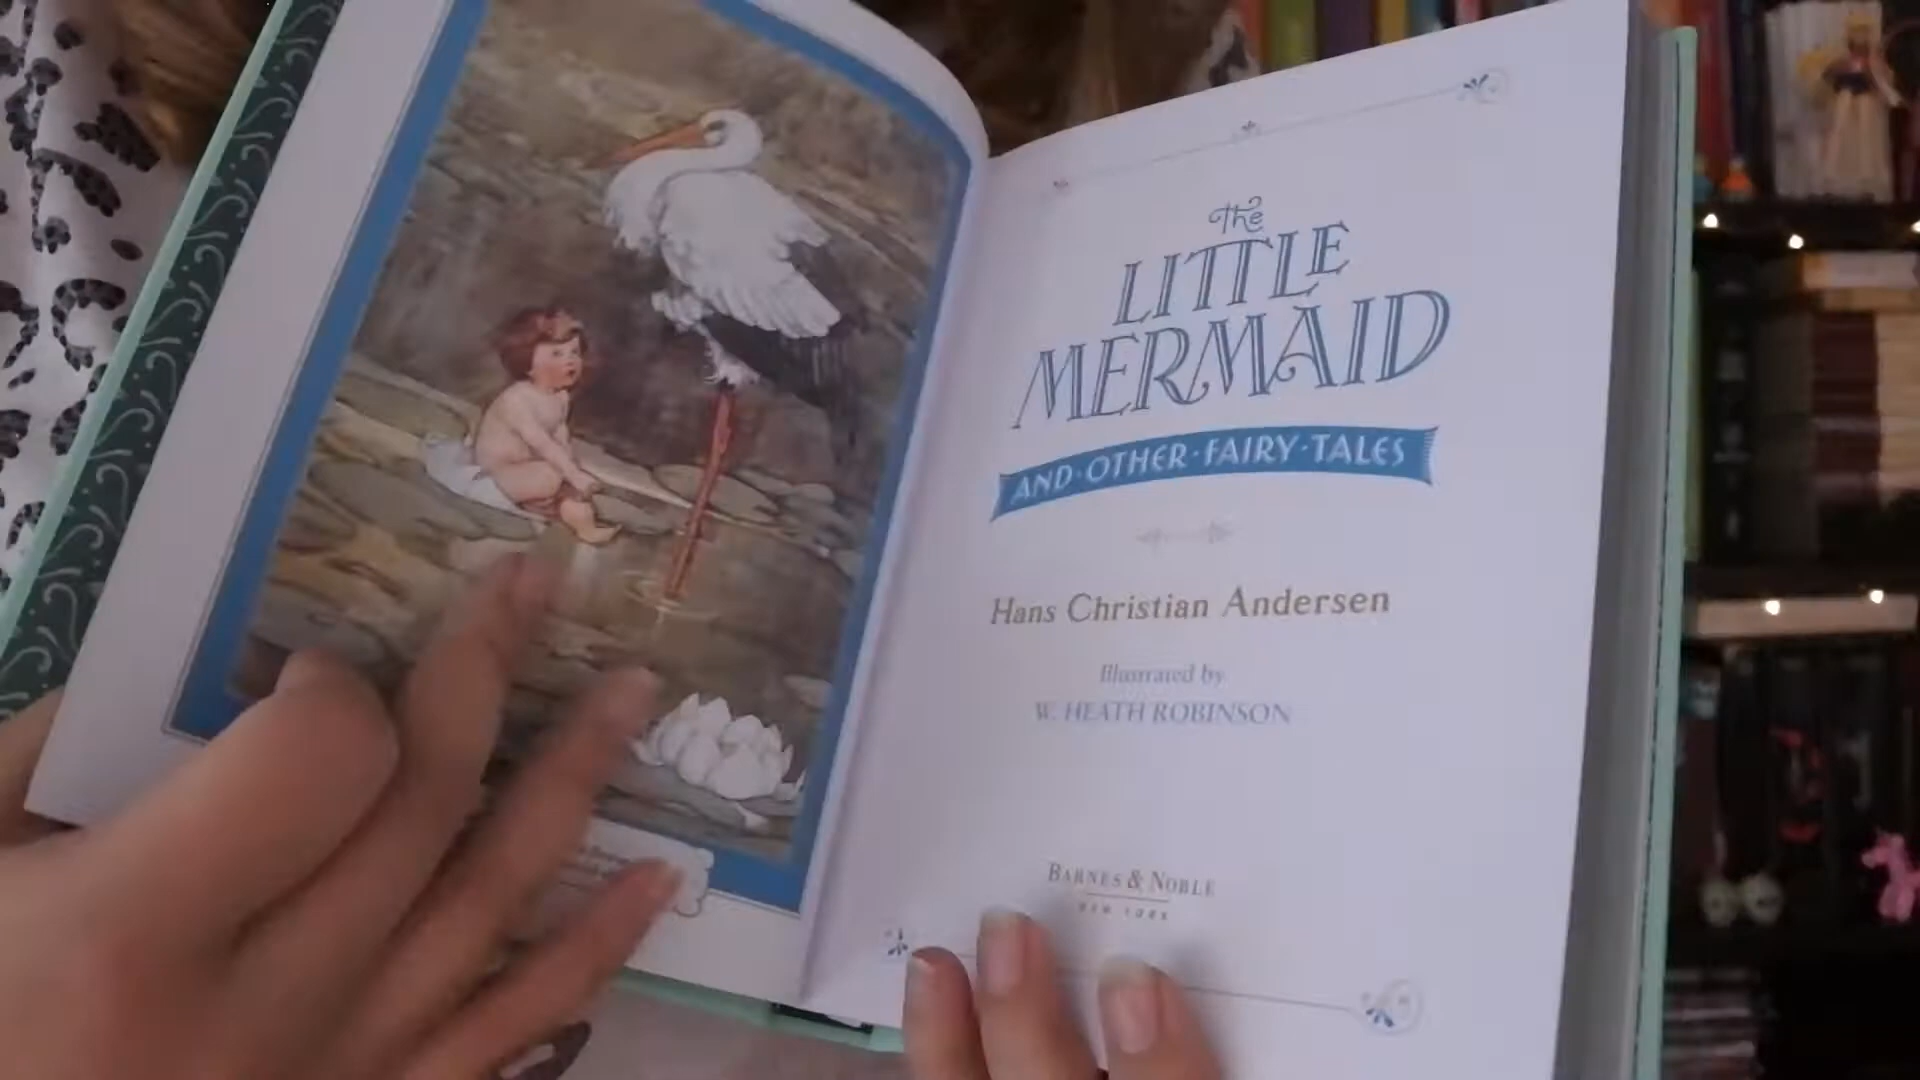 The
LITTLE
MERMAID
AND·OTHER·FAIRY·TALES
Hans Christian Andersen
Illustrated by
W. HEATH ROBINSON
BARNES & NOBLE
NEW YORK